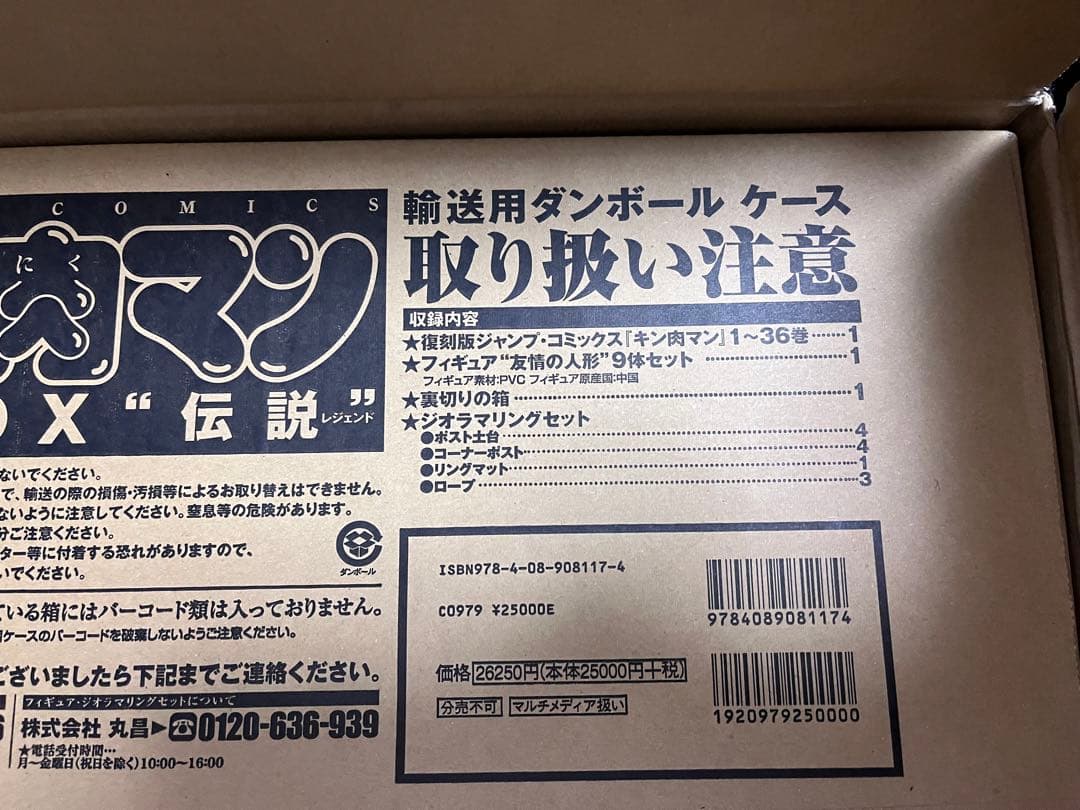 COMICS
にく
肉マン
OX“伝説”
レジェンド
ないでください。
で、輸送の際の損傷・汚損等によるお取り替えはできません。
ないように注意してください。窒息等の危険があります。
分ご注意ください。
ター等に付着する恐れがありますので、
いでください。
ダンボール
ている箱にはバーコード類は入っておりません。
ケースのバーコードを破棄しないようご注意ください。
ございましたら下記までご連絡ください。
フィギュア・ジオラマリングセットについて
株式会社 丸昌▶☎0120-636-939
★電話受付時間…
月〜金曜日(祝日を除く)10:00〜16:00
輸送用ダンボール ケース
取り扱い注意
収録内容
★復刻版ジャンプ・コミックス『キン肉マン』1〜36巻……1
★フィギュア“友情の人形”9体セット……1
フィギュア素材:PVC フィギュア原産国:中国
★裏切りの箱……1
★ジオラマリングセット
●ポスト土台……4
●コーナーポスト……4
●リングマット……1
●ロープ……3
ISBN978-4-08-908117-4
C0979 ¥25000E
9784089081174
価格 26250円(本体25000円+税)
分売不可 マルチメディア扱い
1920979250000